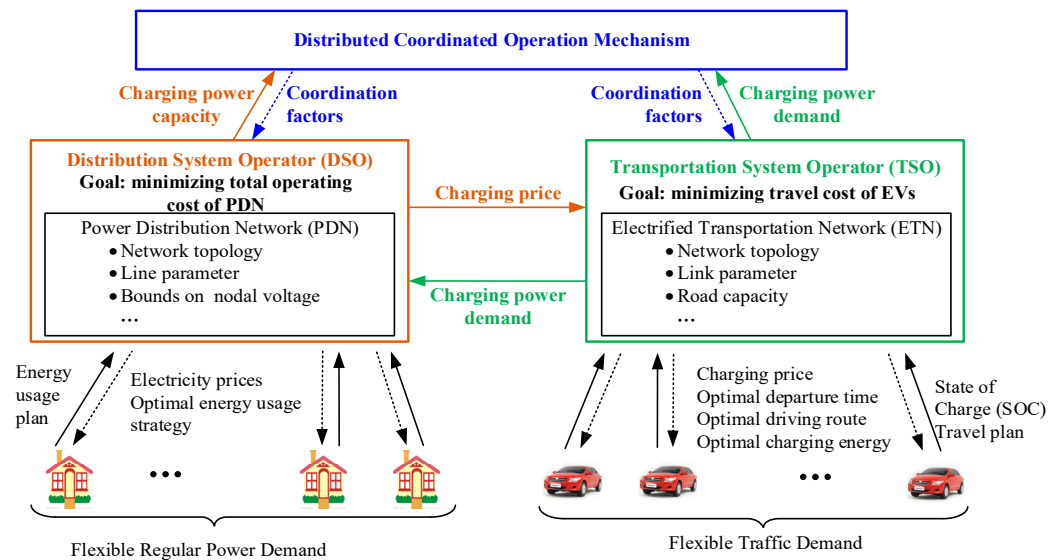 Distributed Coordinated Operation Mechanism
Charging power
capacity
Coordination
factors
Coordination
factors
Charging power
demand
Distribution System Operator (DSO)
Goal: minimizing total operating
cost of PDN
Power Distribution Network (PDN)
• Network topology
• Line parameter
• Bounds on nodal voltage
...
Charging price
Charging power
demand
Transportation System Operator (TSO)
Goal: minimizing travel cost of EVs
Electrified Transportation Network (ETN)
• Network topology
• Link parameter
• Road capacity
...
Energy
usage
plan
Electricity prices
Optimal energy usage
strategy
Charging price
Optimal departure time
Optimal driving route
Optimal charging energy
State of
Charge (SOC)
Travel plan
...
...
Flexible Regular Power Demand
Flexible Traffic Demand